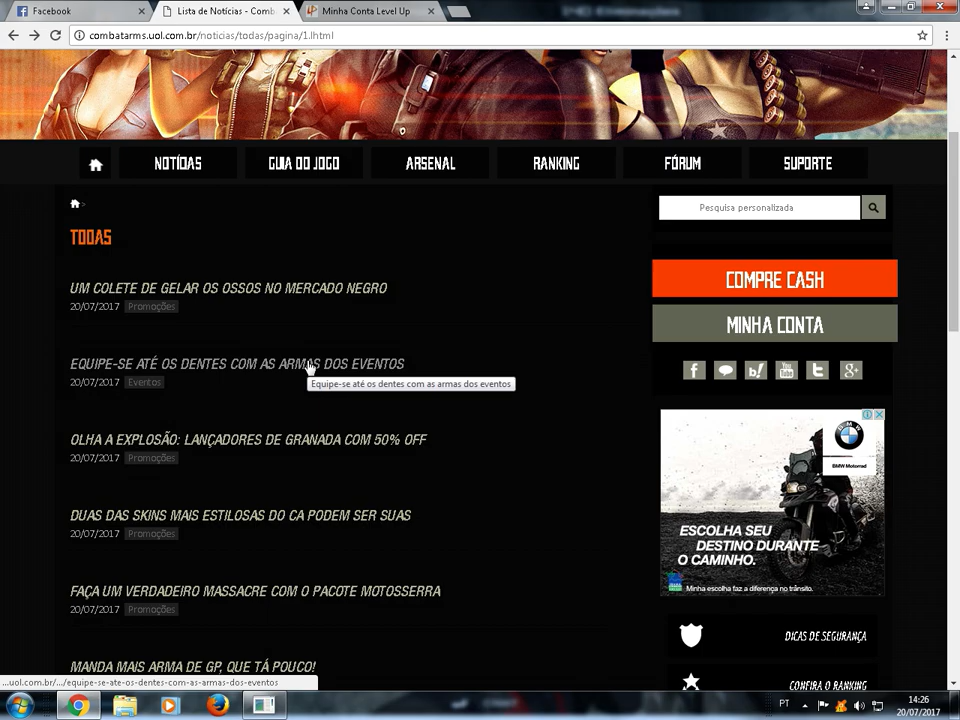 Facebook
Lista de Notícias - Comb
Minha Conta Level Up
combatarms.uol.com.br/noticias/todas/pagina/1.lhtml
NOTÍCIAS
GUIA DO JOGO
ARSENAL
RANKING
FÓRUM
SUPORTE
Pesquisa personalizada
TODAS
UM COLETE DE GELAR OS OSSOS NO MERCADO NEGRO
20/07/2017 Promoções
COMPRE CASH
MINHA CONTA
EQUIPE-SE ATÉ OS DENTES COM AS ARMAS DOS EVENTOS
20/07/2017 Eventos
Equipe-se até os dentes com as armas dos eventos
OLHA A EXPLOSÃO: LANÇADORES DE GRANADA COM 50% OFF
20/07/2017 Promoções
BMW
BMW Motorrad
DUAS DAS SKINS MAIS ESTILOSAS DO CA PODEM SER SUAS
20/07/2017 Promoções
ESCOLHA SEU
DESTINO DURANTE
O CAMINHO.
Minha escolha faz a diferença no trânsito.
FAÇA UM VERDADEIRO MASSACRE COM O PACOTE MOTOSSERRA
20/07/2017 Promoções
DICAS DE SEGURANÇA
MANDA MAIS ARMA DE GP, QUE TÁ POUCO!
CONFIRA O RANKING
...uol.com.br/.../equipe-se-ate-os-dentes-com-as-armas-dos-eventos
PT
14:26
20/07/2017